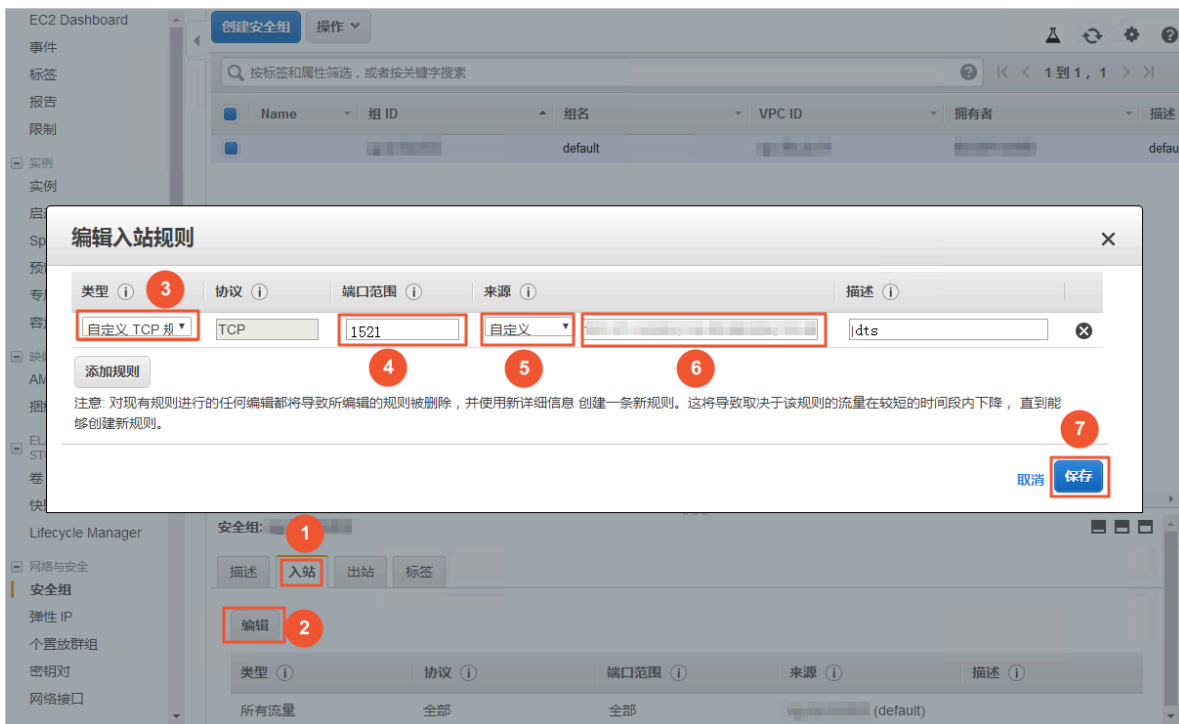 EC2 Dashboard
事件
标签
报告
限制
实例
实例
创建安全组
操作
按标签和属性筛选，或者按关键字搜索
1 到 1， 1
Name
组 ID
组名
VPC ID
拥有者
描述
default
defau
编辑入站规则
类型
3
协议
端口范围
来源
描述
自定义 TCP 规
TCP
1521
自定义
dts
添加规则
4
5
6
注意: 对现有规则进行的任何编辑都将导致所编辑的规则被删除，并使用新详细信息 创建一条新规则。这将导致取决于该规则的流量在较短的时间段内下降， 直到能
够创建新规则。
7
取消
保存
Lifecycle Manager
网络与安全
安全组
弹性 IP
个置放群组
密钥对
网络接口
安全组:
1
描述
入站
出站
标签
编辑
2
类型
协议
端口范围
来源
描述
所有流量
全部
全部
(default)